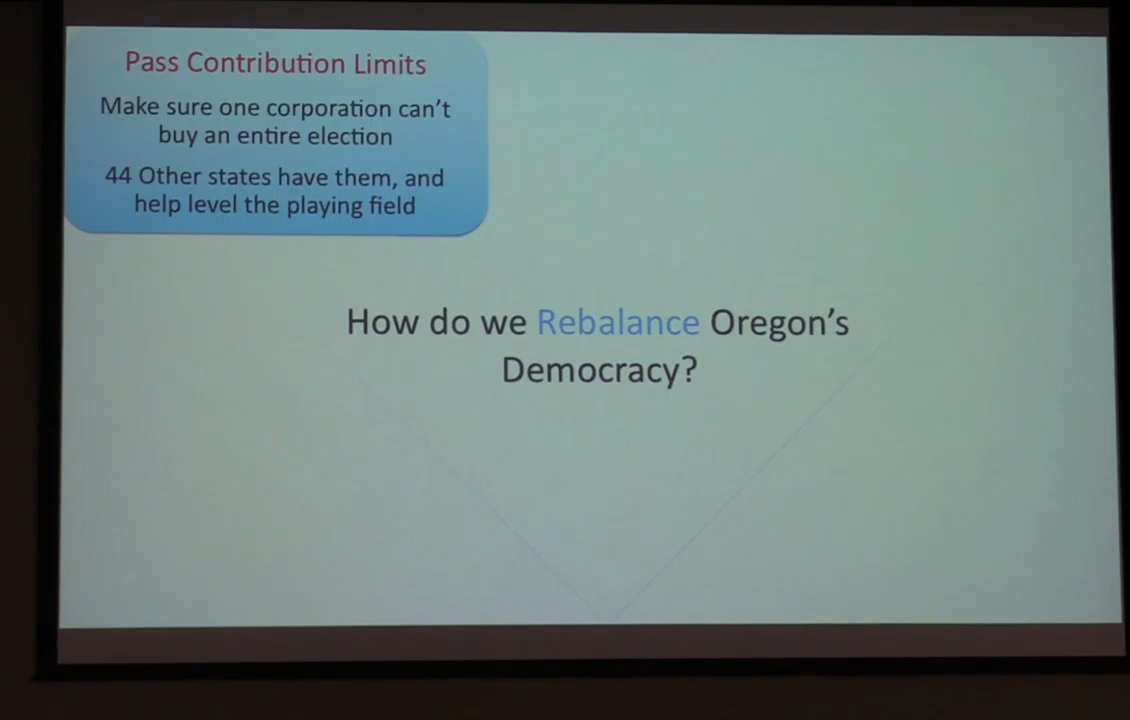 Pass Contribution Limits
Make sure one corporation can't
buy an entire election
44 Other states have them, and
help level the playing field
How do we Rebalance Oregon's
Democracy?